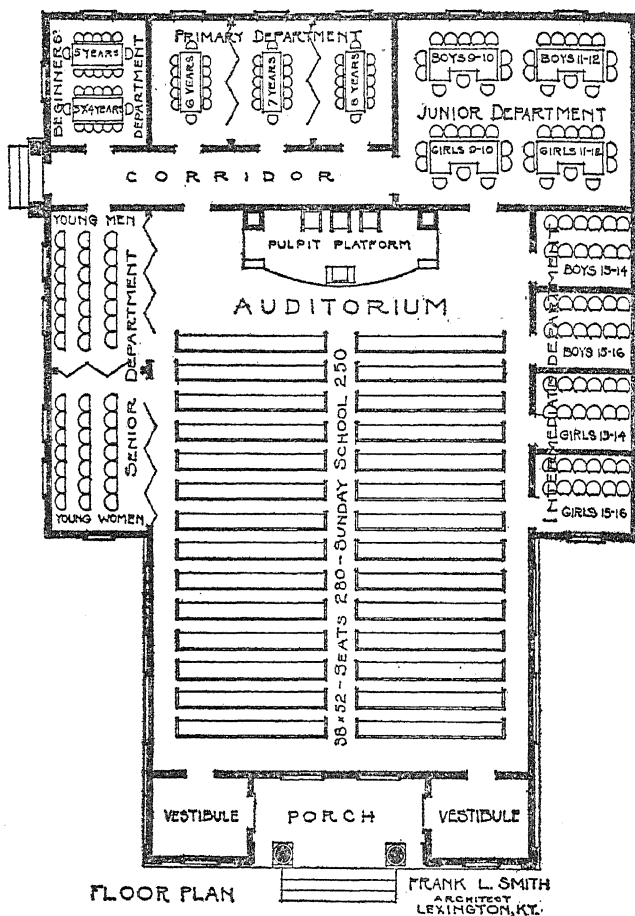 BEGINNERS'
DEPARTMENT
5 YEARS
3 & 4 YEARS
PRIMARY DEPARTMENT
6 YEARS
7 YEARS
8 YEARS
BOYS 9-10
BOYS 11-12
JUNIOR DEPARTMENT
GIRLS 9-10
GIRLS 11-12
CORRIDOR
YOUNG MEN
SENIOR DEPARTMENT
YOUNG WOMEN
PULPIT PLATFORM
AUDITORIUM
38 x 52 - SEATS 280 - SUNDAY SCHOOL 250
INTERMEDIATE DEPARTMENT
BOYS 13-14
BOYS 15-16
GIRLS 13-14
GIRLS 15-16
VESTIBULE
PORCH
VESTIBULE
FLOOR PLAN
FRANK L. SMITH
ARCHITECT
LEXINGTON, KY.